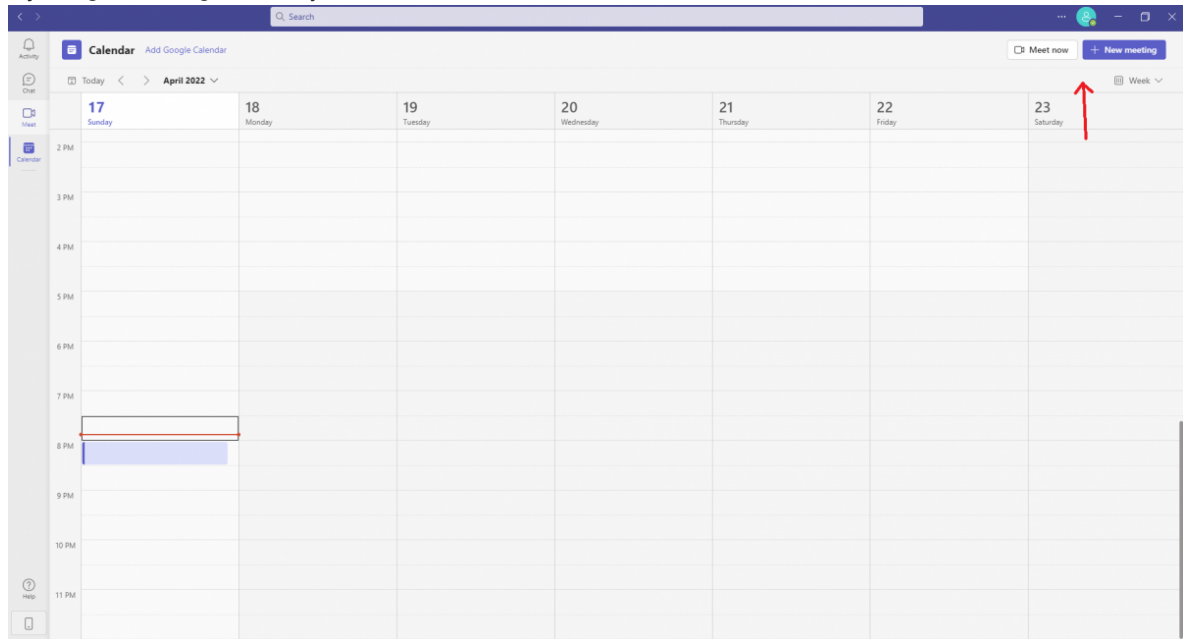 Search
Activity
Calendar Add Google Calendar
Meet now
New meeting
Chat
Today
April 2022
Week
Meet
17
Sunday
18
Monday
19
Tuesday
20
Wednesday
21
Thursday
22
Friday
23
Saturday
Calendar
2 PM
3 PM
4 PM
5 PM
6 PM
7 PM
8 PM
9 PM
10 PM
11 PM
Help